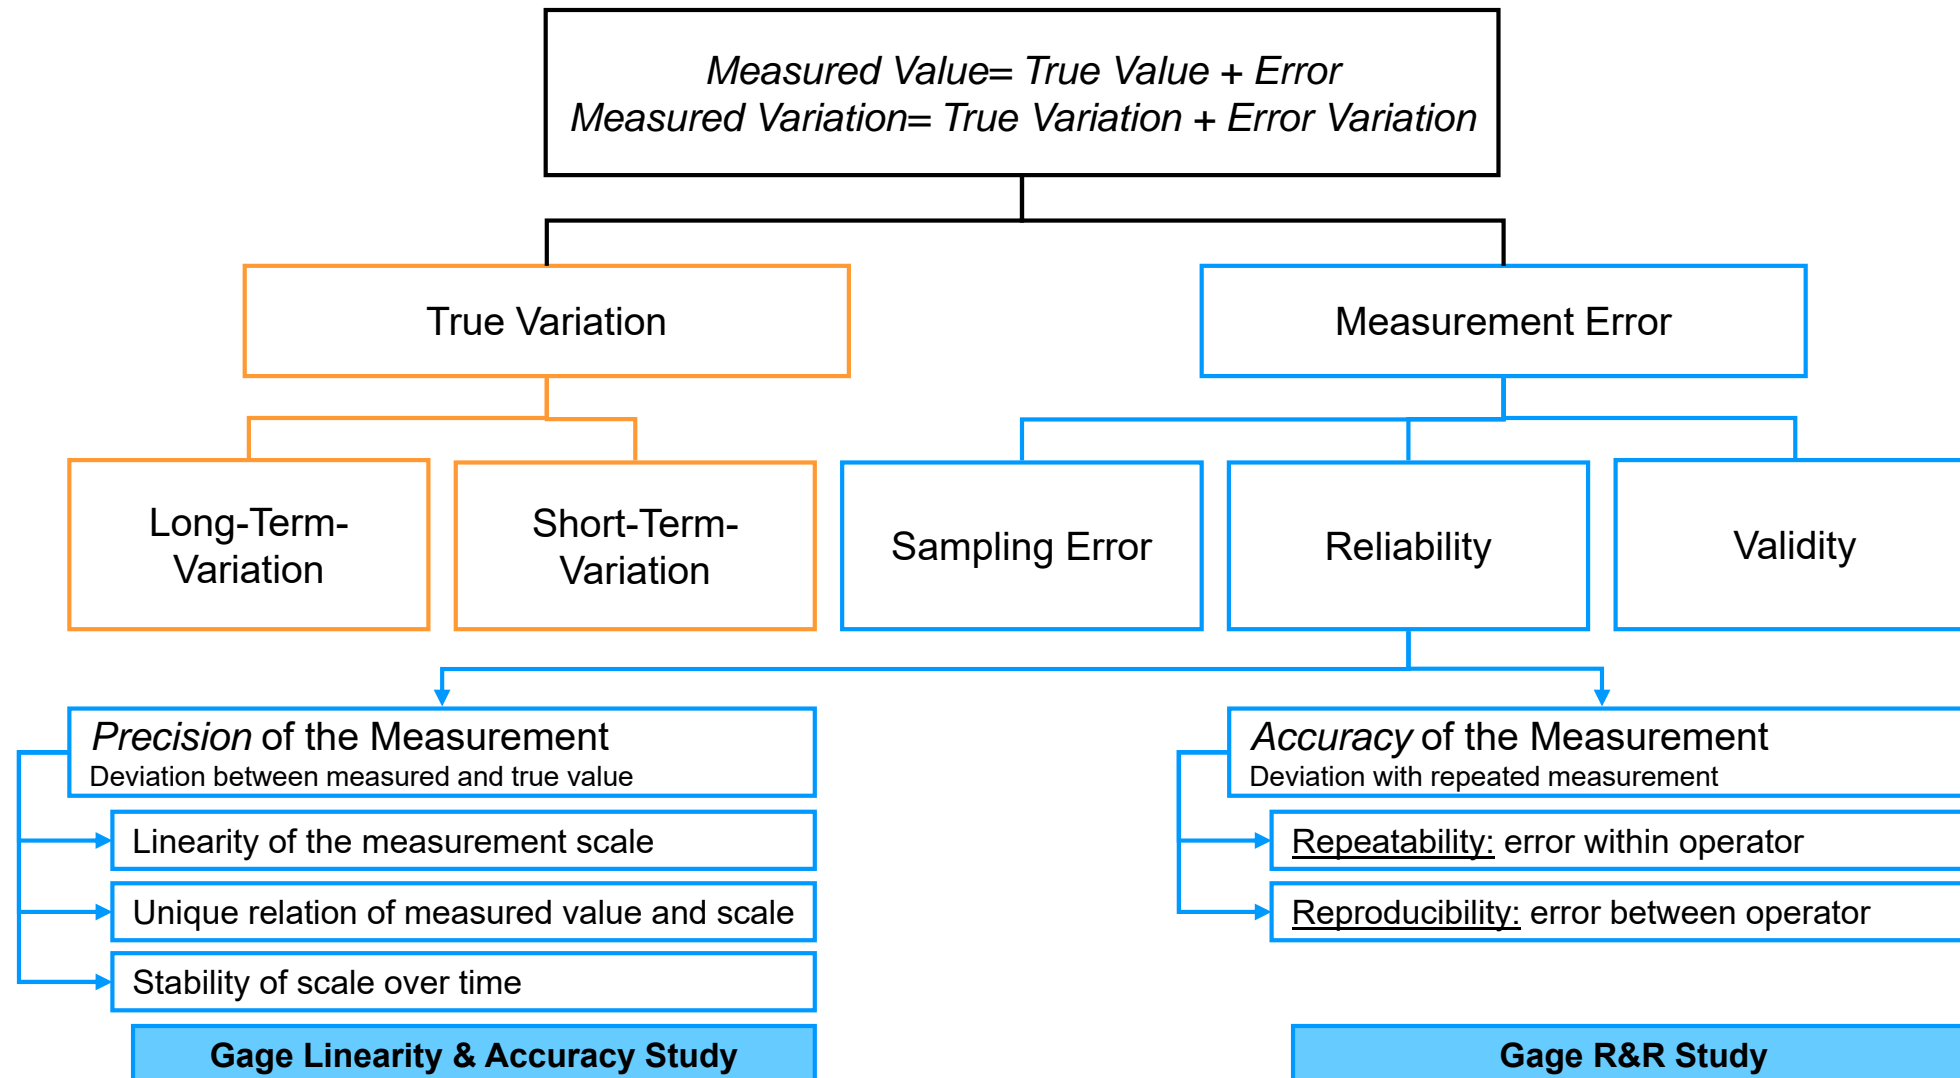 Measured Value= True Value + Error
Measured Variation= True Variation + Error Variation
True Variation
Measurement Error
Long-Term-
Variation
Short-Term-
Variation
Sampling Error
Reliability
Validity
Precision of the Measurement
Deviation between measured and true value
Linearity of the measurement scale
Unique relation of measured value and scale
Stability of scale over time
Gage Linearity & Accuracy Study
Accuracy of the Measurement
Deviation with repeated measurement
Repeatability: error within operator
Reproducibility: error between operator
Gage R&R Study